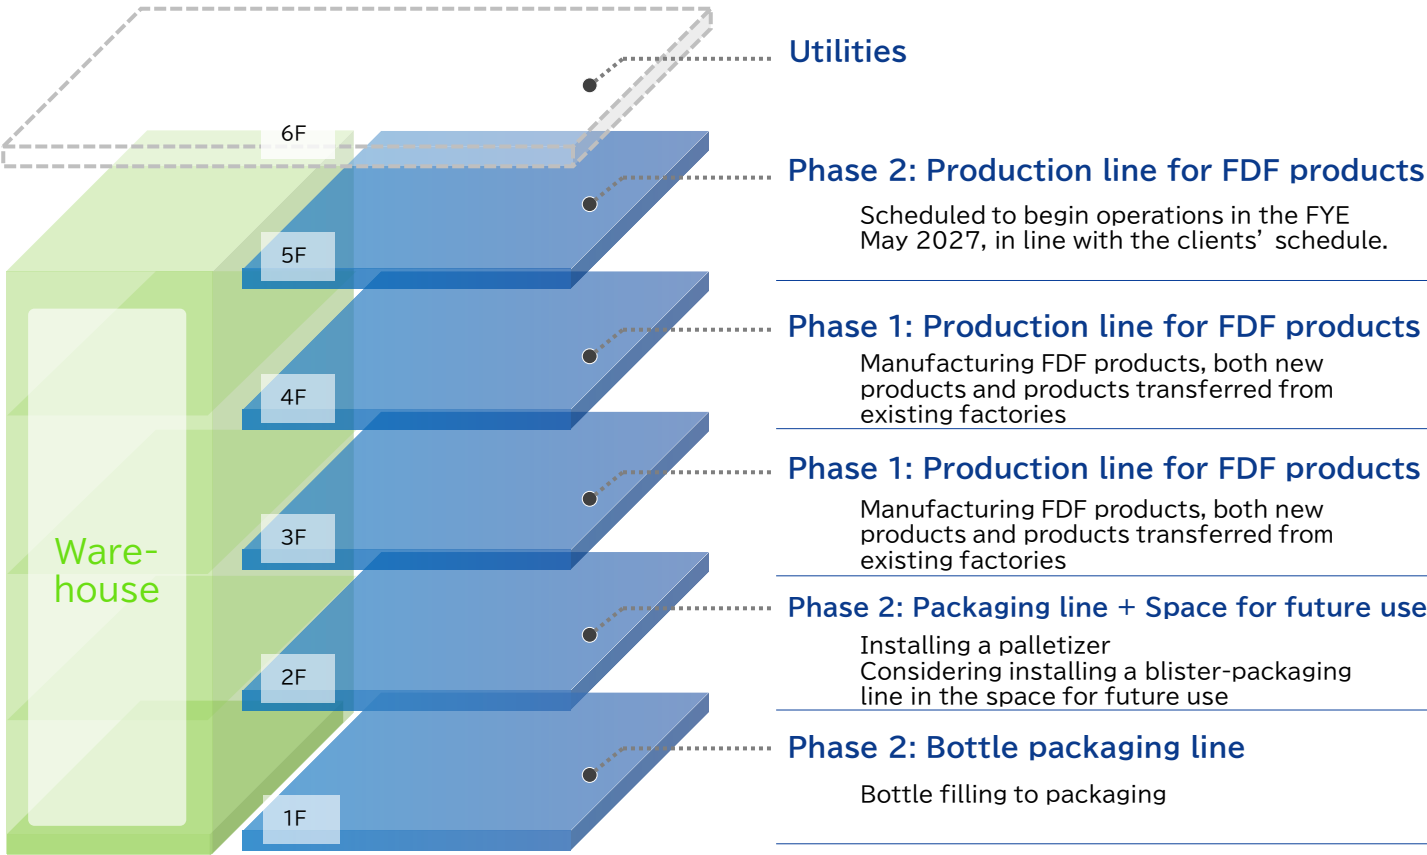 Utilities
6F
Phase 2: Production line for FDF products
Scheduled to begin operations in the FYE
May 2027, in line with the clients’ schedule.
5F
Phase 1: Production line for FDF products
Manufacturing FDF products, both new
products and products transferred from
existing factories
4F
Phase 1: Production line for FDF products
Manufacturing FDF products, both new
products and products transferred from
existing factories
3F
Ware-
house
Phase 2: Packaging line + Space for future use
Installing a palletizer
Considering installing a blister-packaging
line in the space for future use
2F
Phase 2: Bottle packaging line
Bottle filling to packaging
1F